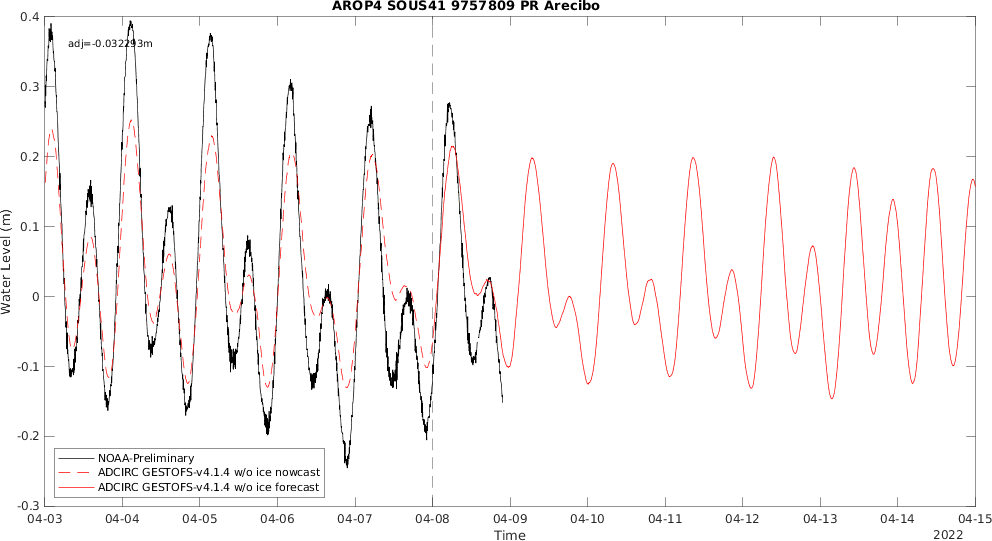 AROP4 SOUS41 9757809 PR Arecibo
adj=-0.032293m
0.4
0.3
0.2
0.1
0
-0.1
-0.2
-0.3
Water Level (m)
NOAA-Preliminary
ADCIRC GESTOFS-v4.1.4 w/o ice nowcast
ADCIRC GESTOFS-v4.1.4 w/o ice forecast
04-03 04-04 04-05 04-06 04-07 04-08 04-09 04-10 04-11 04-12 04-13 04-14 04-15
Time
2022